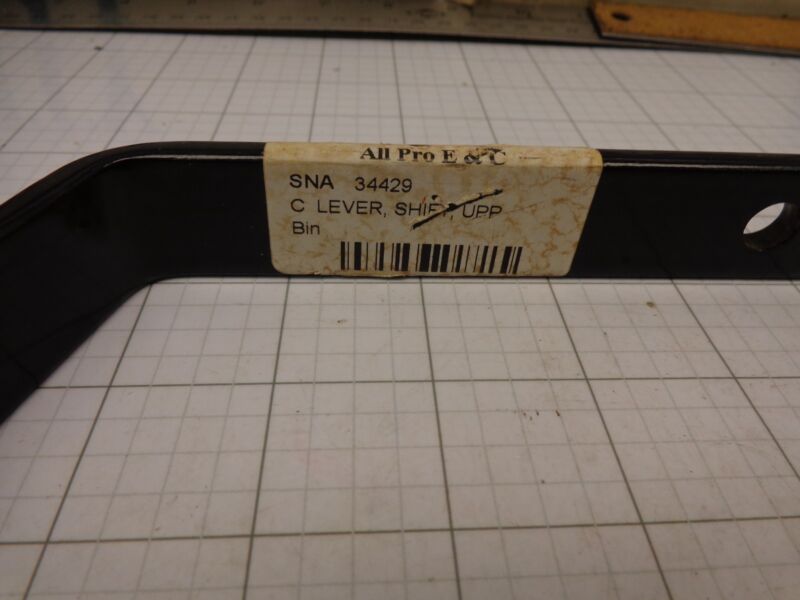 All Pro E & C
SNA 34429
C LEVER, SHIFT, UPP
Bin